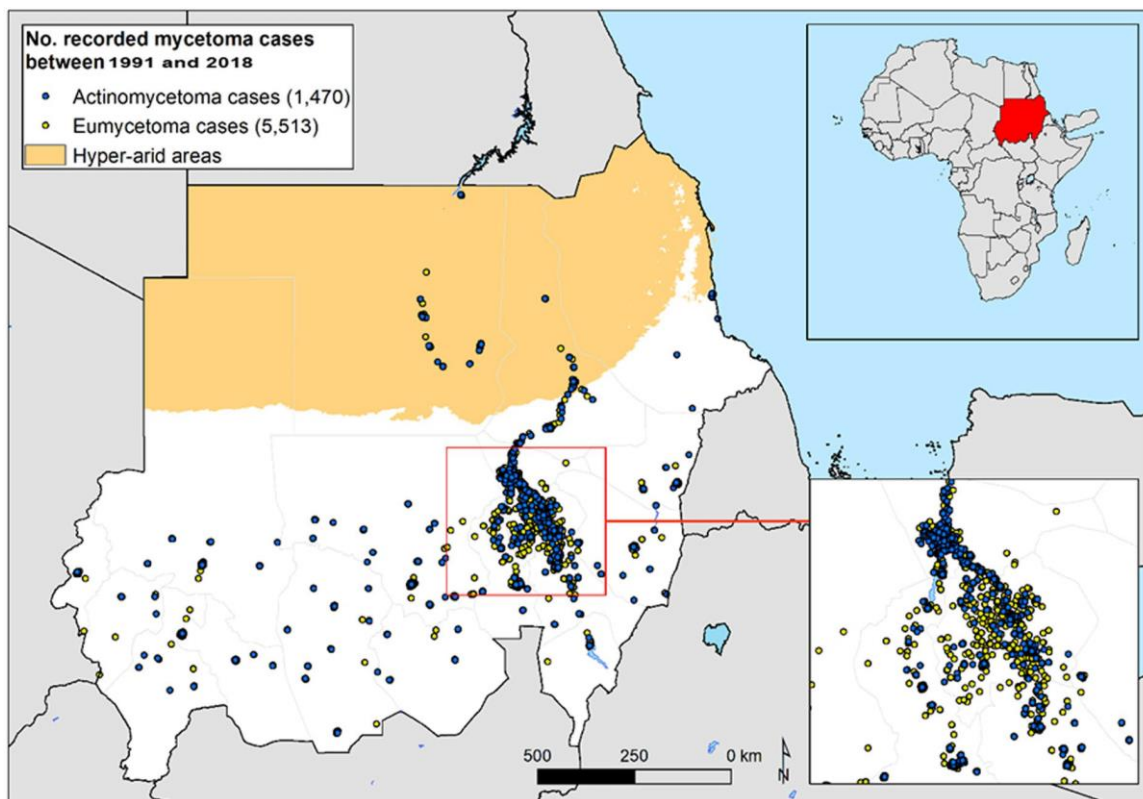 No. recorded mycetoma cases
between 1991 and 2018
Actinomycetoma cases (1,470)
Eumycetoma cases (5,513)
Hyper-arid areas
500 250 0 km
N